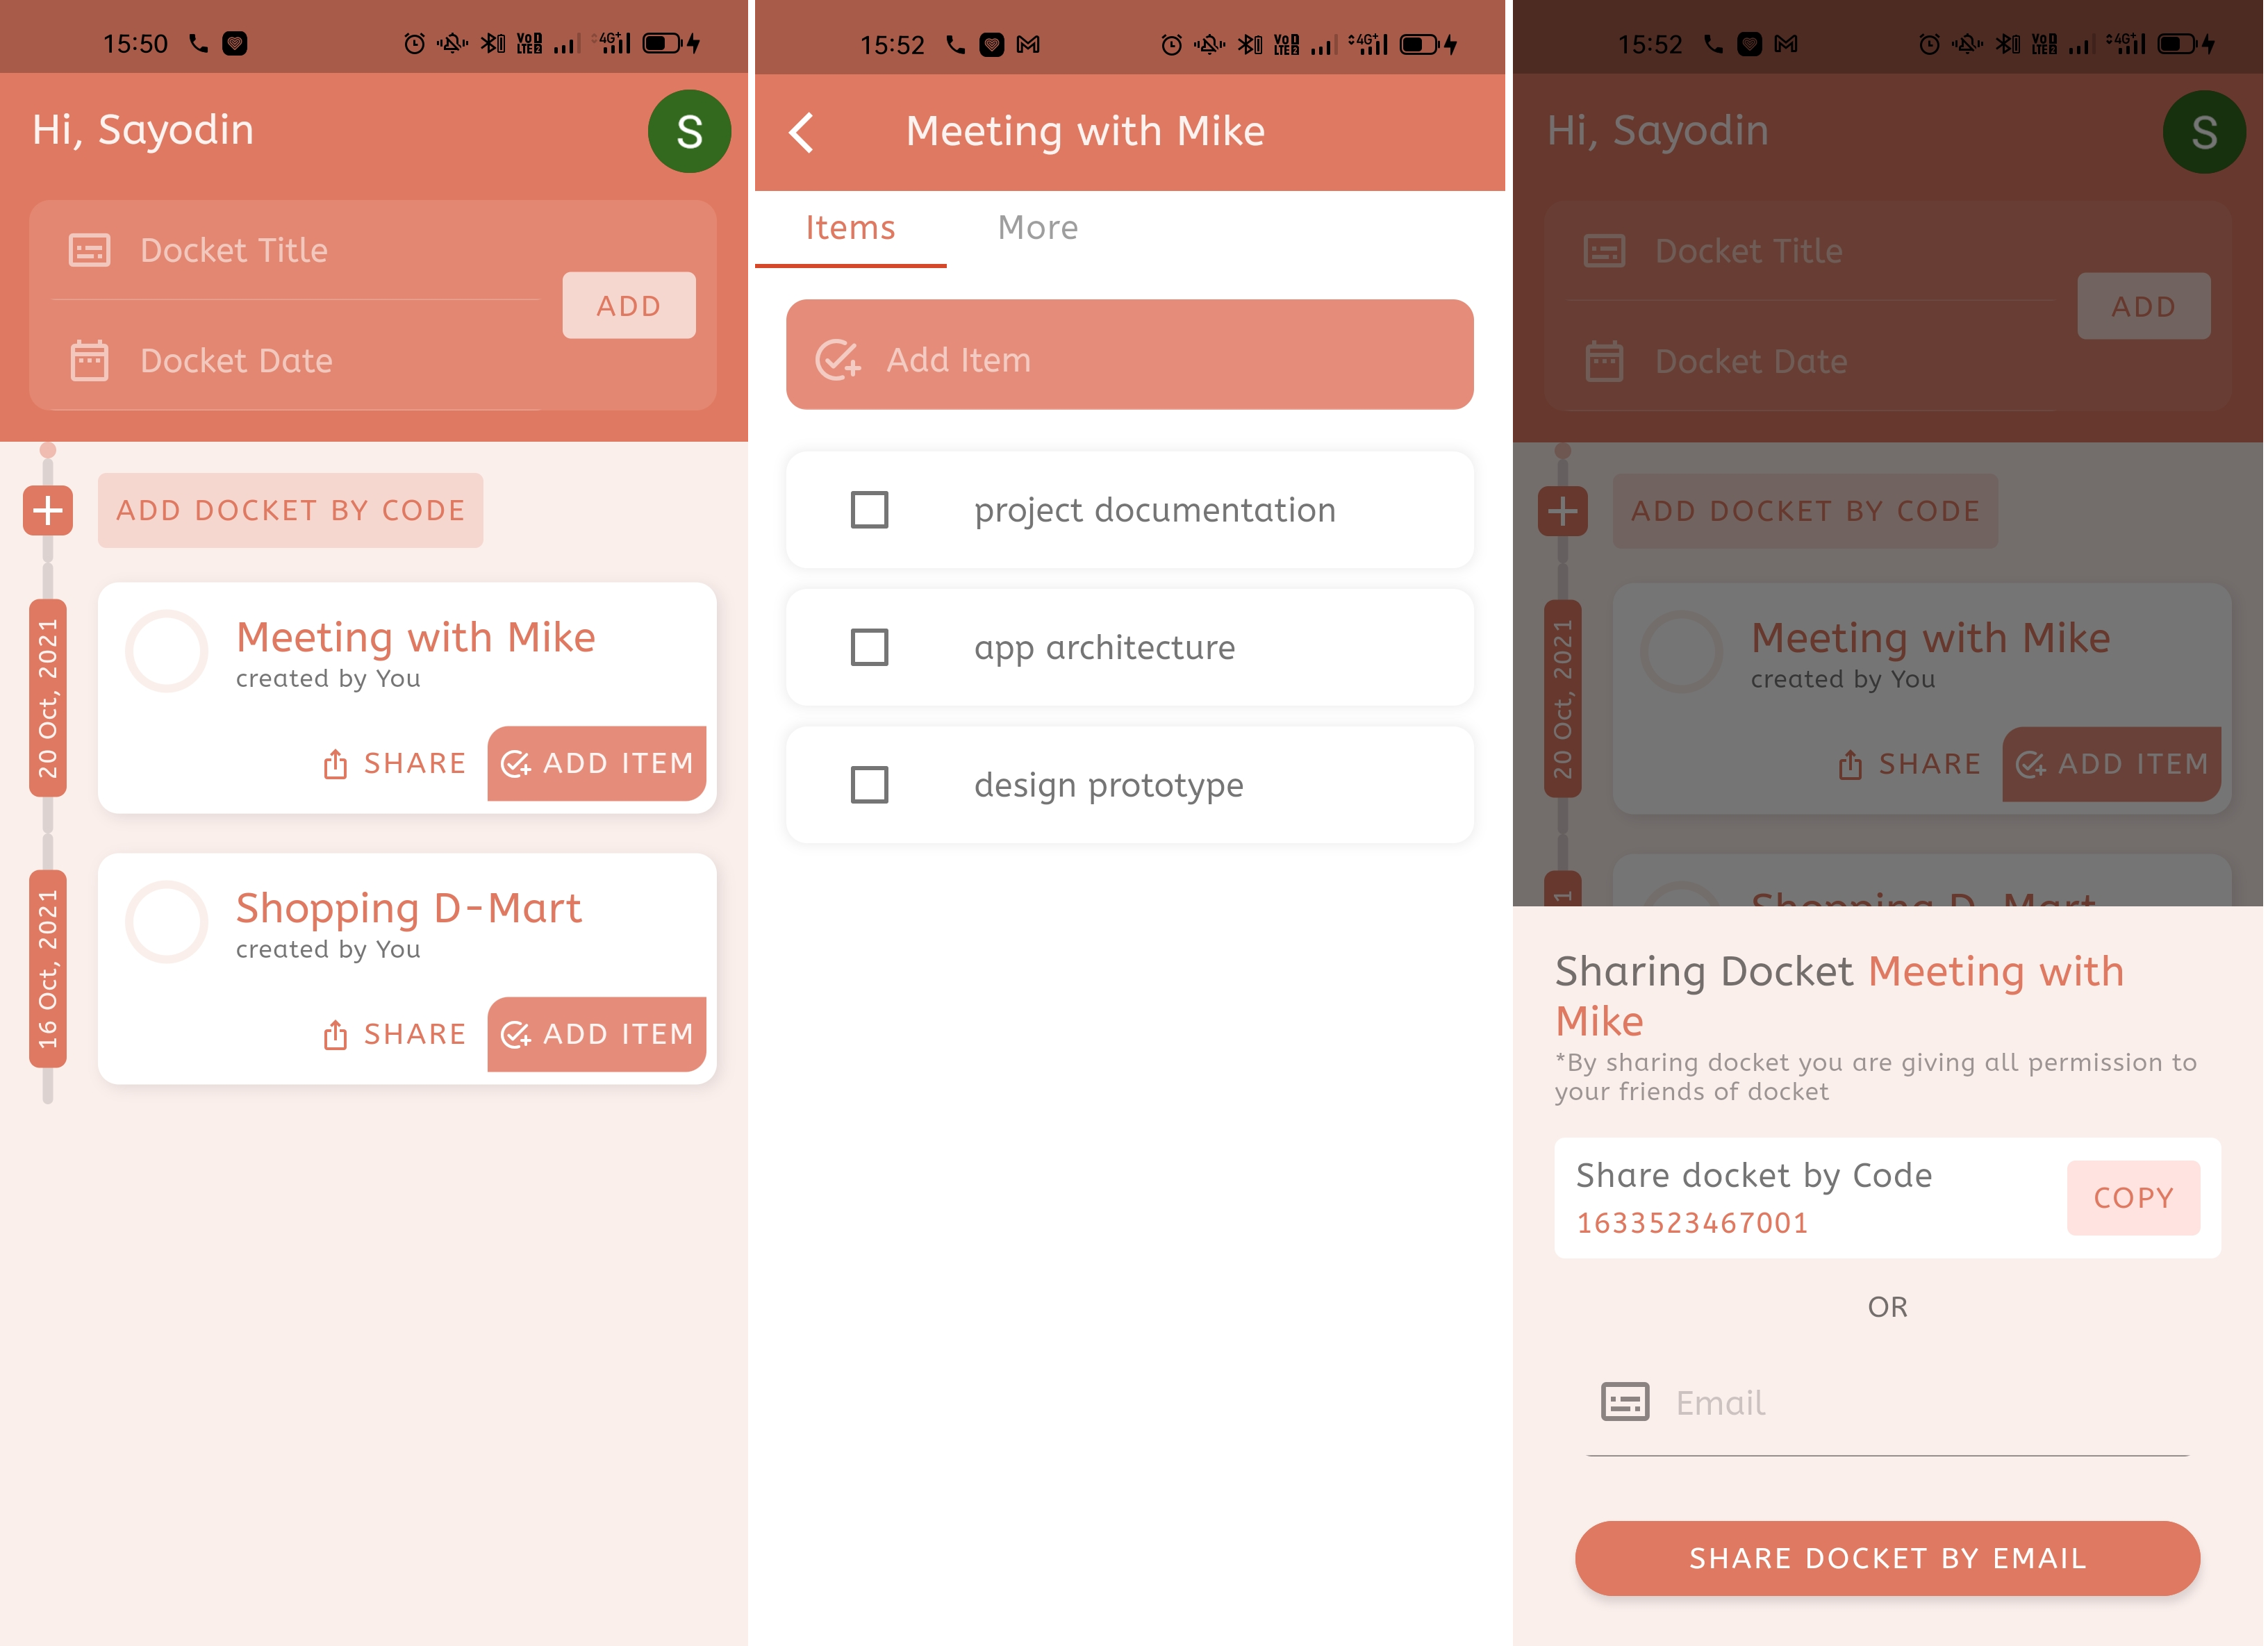 15:50
Hi, Sayodin
S
Docket Title
ADD
Docket Date
ADD DOCKET BY CODE
20 Oct, 2021
Meeting with Mike
created by You
SHARE
ADD ITEM
16 Oct, 2021
Shopping D-Mart
created by You
SHARE
ADD ITEM
15:52
Meeting with Mike
Items
More
Add Item
project documentation
app architecture
design prototype
15:52
Hi, Sayodin
S
Docket Title
ADD
Docket Date
ADD DOCKET BY CODE
20 Oct, 2021
Meeting with Mike
created by You
SHARE
ADD ITEM
1
Shopping D-Mart
Sharing Docket Meeting with
Mike
*By sharing docket you are giving all permission to
your friends of docket
Share docket by Code
1633523467001
COPY
OR
Email
SHARE DOCKET BY EMAIL